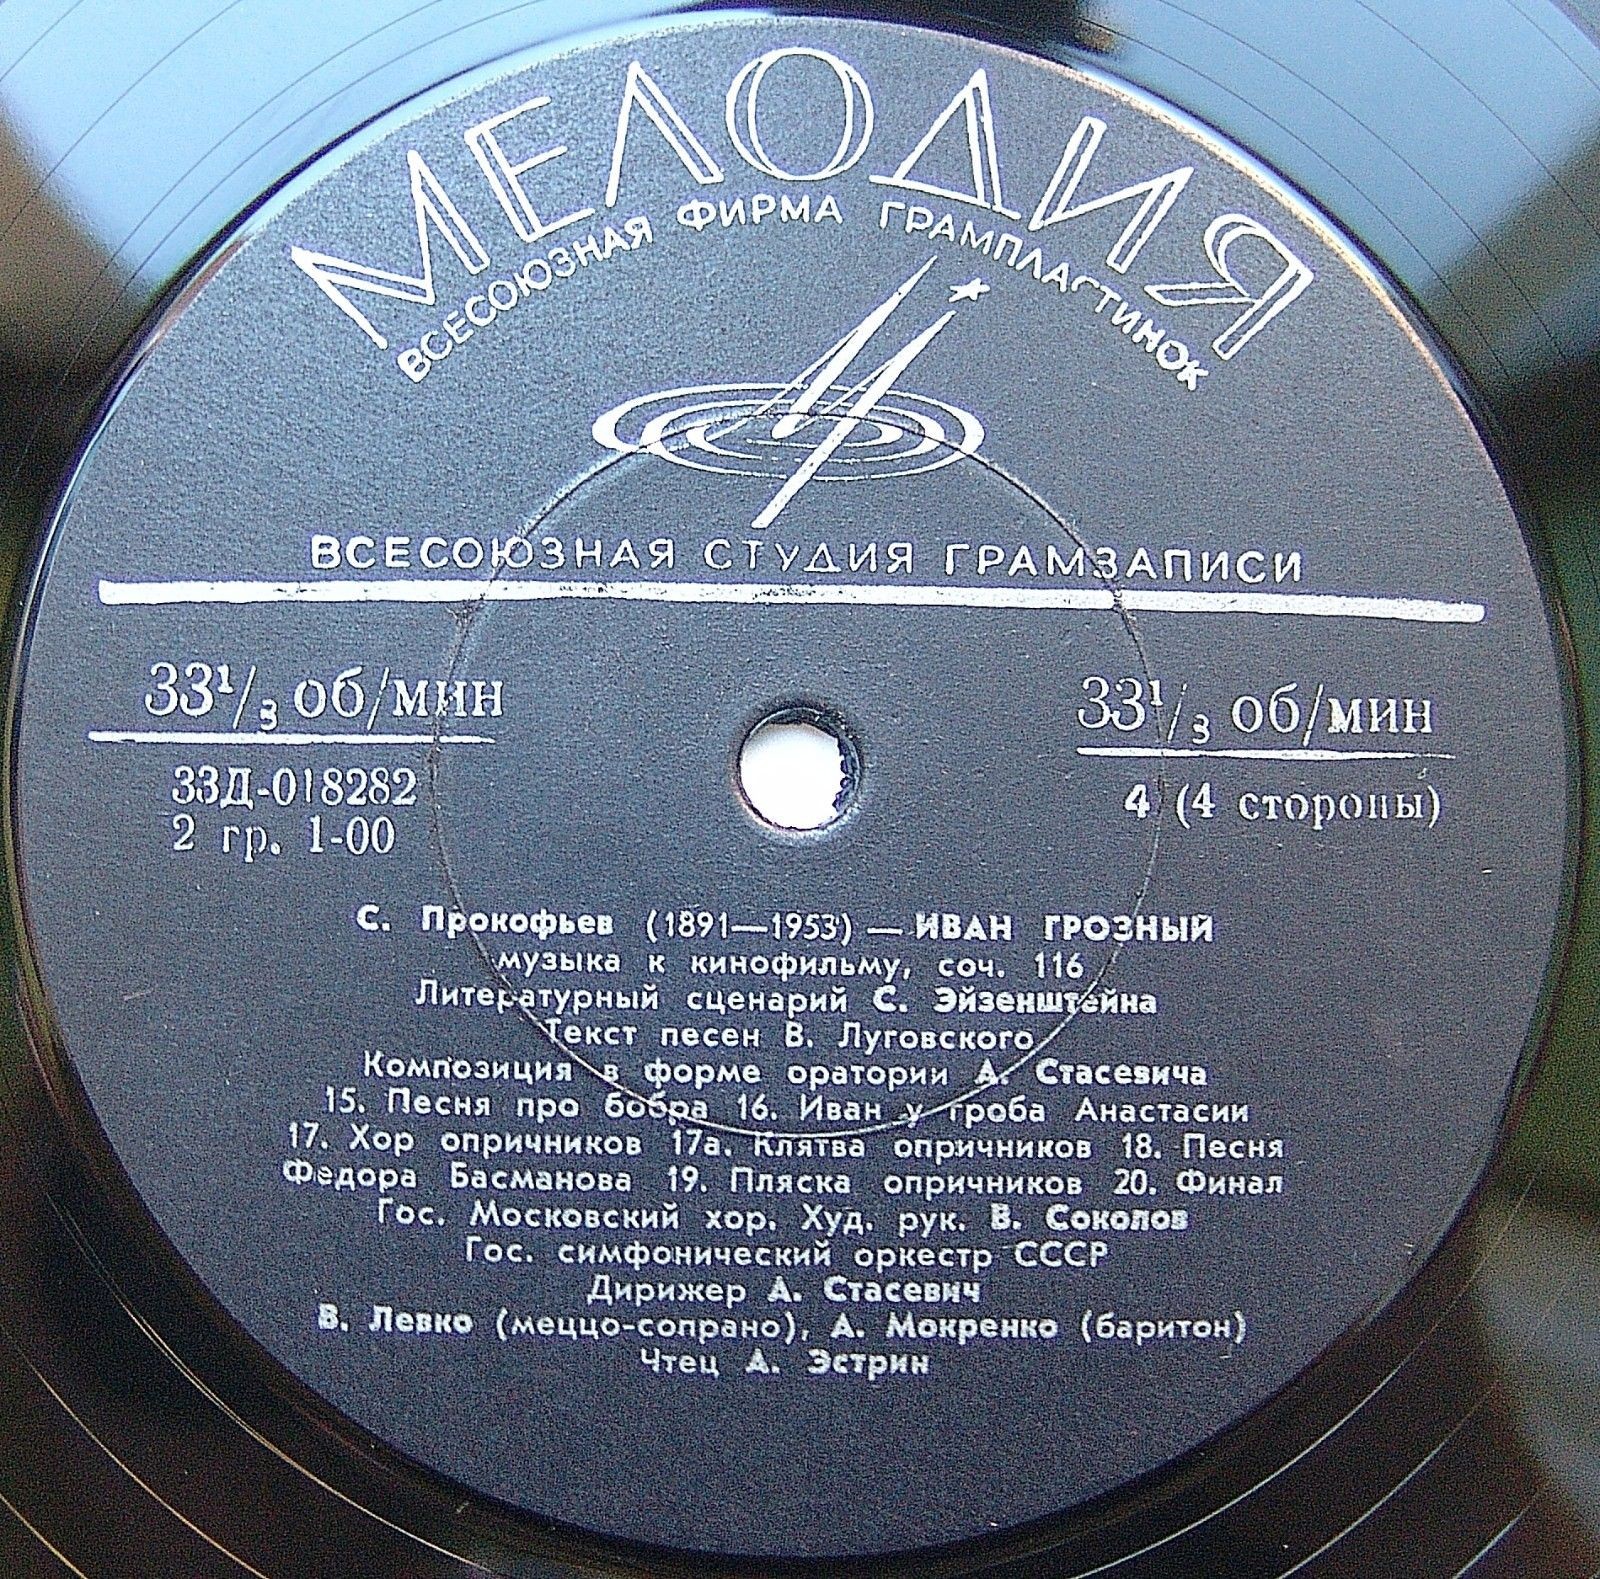 МЕЛОДИЯ
ВСЕСОЮЗНАЯ ФИРМА ГРАМПЛАСТИНОК
ВСЕСОЮЗНАЯ СТУДИЯ ГРАМЗАПИСИ
33⅓ об/мин
33⅓ об/мин
33Д-018282
2 гр. 1-00
4 (4 стороны)
С. Прокофьев (1891—1953) — ИВАН ГРОЗНЫЙ
музыка к кинофильму, соч. 116
Литературный сценарий С. Эйзенштейна
Текст песен В. Луговского
Композиция в форме оратории А. Стасевича
15. Песня про бобра 16. Иван у гроба Анастасии
17. Хор опричников 17а. Клятва опричников 18. Песня
Федора Басманова 19. Пляска опричников 20. Финал
Гос. Московский хор. Худ. рук. В. Соколов
Гос. симфонический оркестр СССР
Дирижер А. Стасевич
В. Левко (меццо-сопрано), А. Мокренко (баритон)
Чтец А. Эстрин